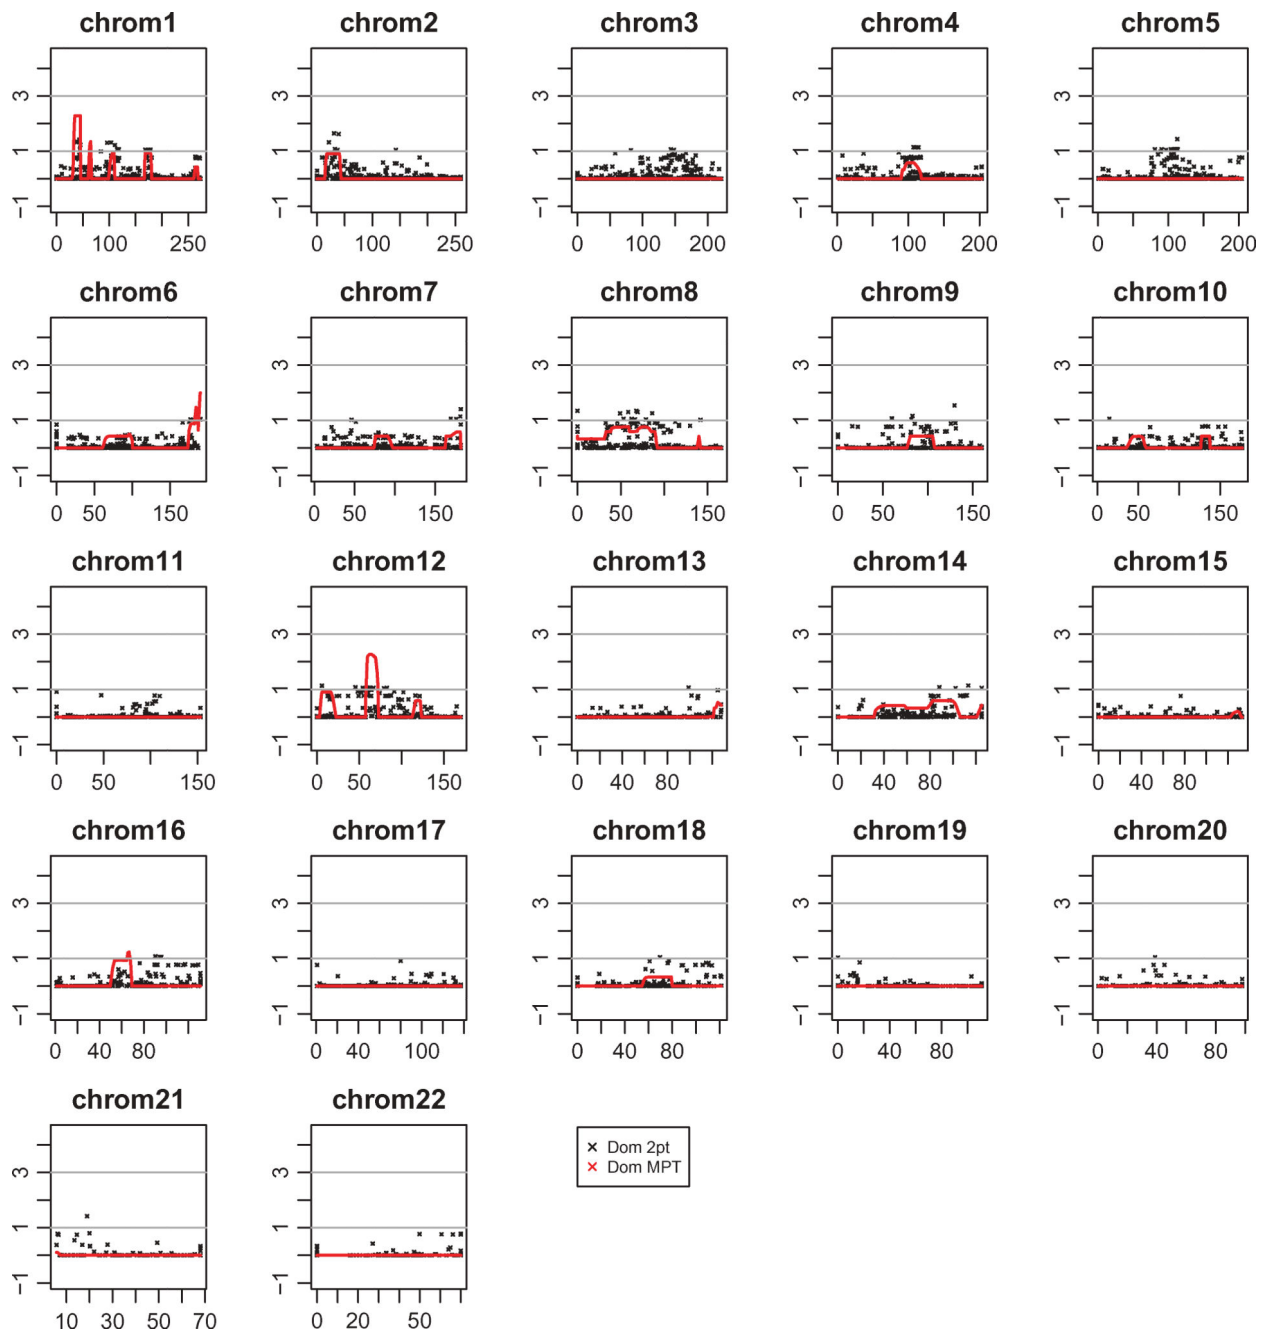 chrom1 chrom2 chrom3 chrom4 chrom5
3 3 3 3 3
1 1 1 1 1
−1 −1 −1 −1 −1
0 100 250 0 100 250 0 50 150 0 100 200 0 100 200
chrom6 chrom7 chrom8 chrom9 chrom10
3 3 3 3 3
1 1 1 1 1
−1 −1 −1 −1 −1
0 50 150 0 50 150 0 50 150 0 50 150 0 50 150
chrom11 chrom12 chrom13 chrom14 chrom15
3 3 3 3 3
1 1 1 1 1
−1 −1 −1 −1 −1
0 50 150 0 50 150 0 40 80 0 40 80 0 40 80
chrom16 chrom17 chrom18 chrom19 chrom20
3 3 3 3 3
1 1 1 1 1
−1 −1 −1 −1 −1
0 40 80 0 40 100 0 40 80 0 40 80 0 40 80
chrom21 chrom22
3 3
1 1
−1 −1
10 30 50 70 0 20 50
× Dom 2pt
× Dom MPT